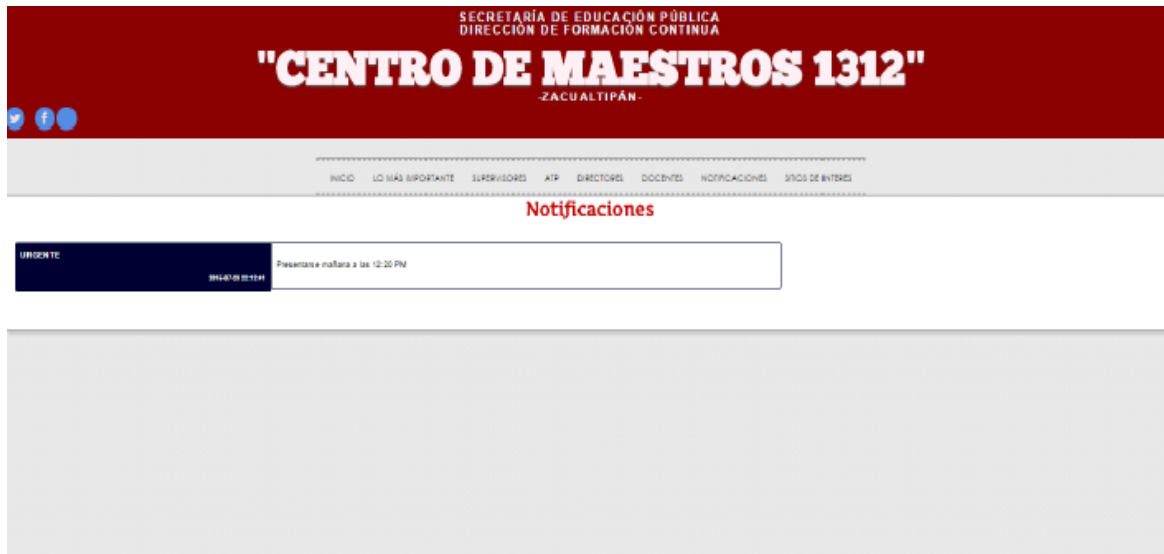 SECRETARÍA DE EDUCACIÓN PÚBLICA
DIRECCIÓN DE FORMACIÓN CONTINUA
"CENTRO DE MAESTROS 1312"
-ZACUALTIPÁN-
INICIO LO MÁS IMPORTANTE SUPERVISORES ATP DIRECTORES DOCENTES NOTIFICACIONES SITIOS DE INTERES
Notificaciones
URGENTE
Presentarse mañana a las 12:20 PM